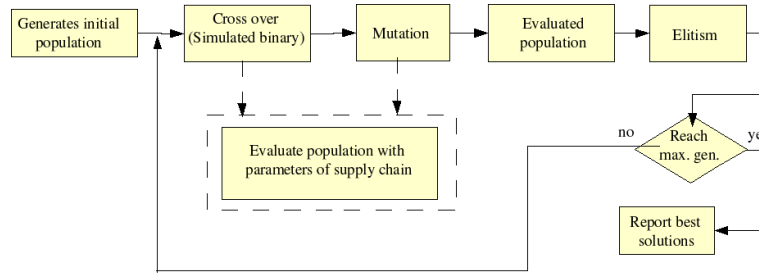 Generates initial
population
Cross over
(Simulated binary)
Mutation
Evaluated
population
Elitism
Evaluate population with
parameters of supply chain
no
Reach
max. gen.
Report best
solutions